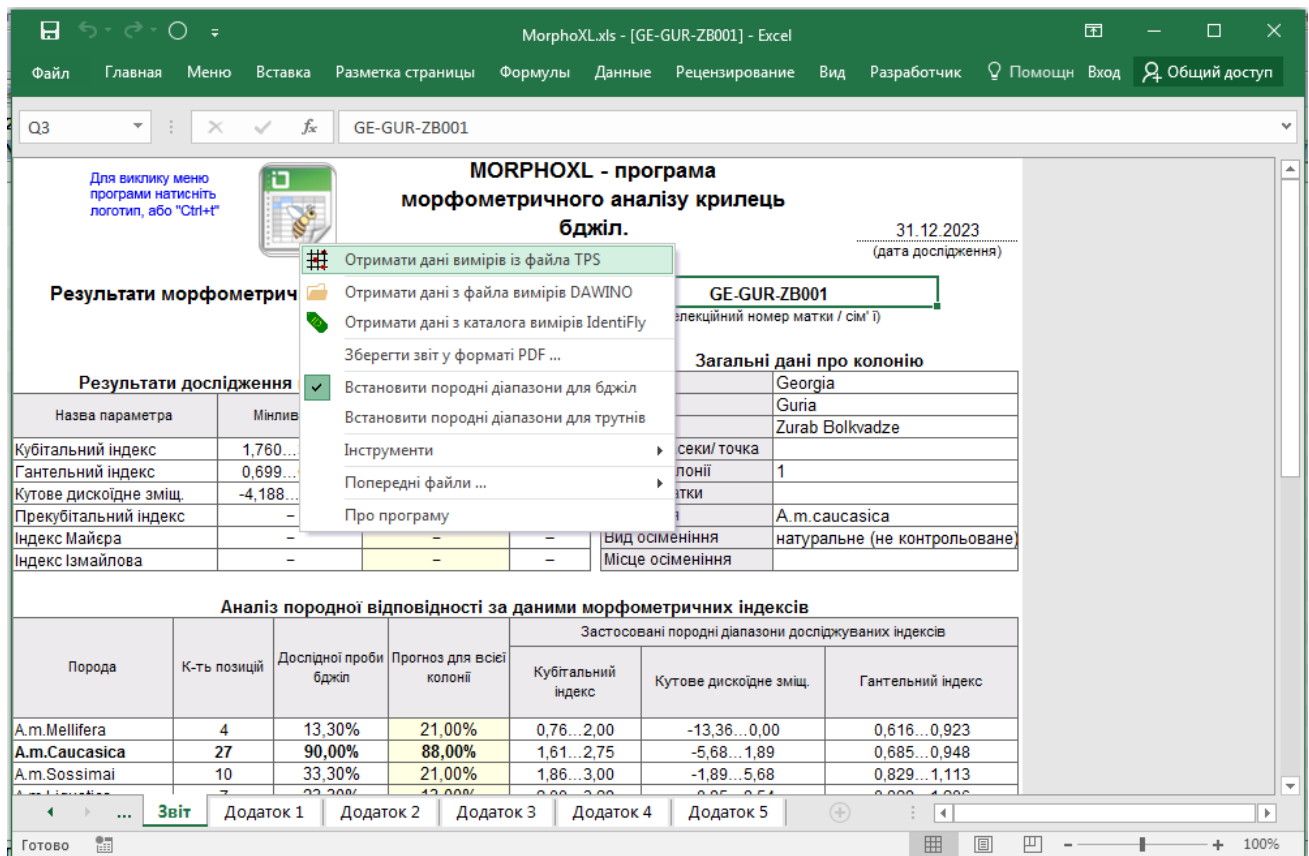 MorphoXL.xls - [GE-GUR-ZB001] - Excel
Файл Главная Меню Вставка Разметка страницы Формулы Данные Рецензирование Вид Разработчик Помощн Вход Общий доступ
Q3 fx GE-GUR-ZB001
Для виклику меню
програми натисніть
логотип, або "Ctrl+t"
MORPHOXL - програма
морфометричного аналізу крилець
бджіл.
31.12.2023
(дата дослідження)
Отримати дані вимірів із файла TPS
Отримати дані з файла вимірів DAWINO
Отримати дані з каталога вимірів IdentiFly
Зберегти звіт у форматі PDF ...
Встановити породні діапазони для бджіл
Встановити породні діапазони для трутнів
Інструменти
Попередні файли ...
Про програму
Результати морфометрич
GE-GUR-ZB001
елекційний номер матки / сім' ї)
Результати дослідження
Назва параметра Мінлив
Кубітальний індекс 1,760...
Гантельний індекс 0,699...
Кутове дискоїдне зміщ. -4,188...
Прекубітальний індекс –
Індекс Майєра – – –
Індекс Ізмайлова – – –
Загальні дані про колонію
Georgia
Guria
Zurab Bolkvadze
секи/ точка
лонії 1
атки
A.m.caucasica
Вид осіменіння натуральне (не контрольоване)
Місце осіменіння
Аналіз породної відповідності за даними морфометричних індексів
Порода К-ть позицій Дослідної проби бджіл Прогноз для всієї колонії Застосовані породні діапазони досліджуваних індексів
Кубітальний індекс Кутове дискоїдне зміщ. Гантельний індекс
A.m.Mellifera 4 13,30% 21,00% 0,76...2,00 -13,36...0,00 0,616...0,923
A.m.Caucasica 27 90,00% 88,00% 1,61...2,75 -5,68...1,89 0,685...0,948
A.m.Sossimai 10 33,30% 21,00% 1,86...3,00 -1,89...5,68 0,829...1,113
... Звіт Додаток 1 Додаток 2 Додаток 3 Додаток 4 Додаток 5
Готово 100%